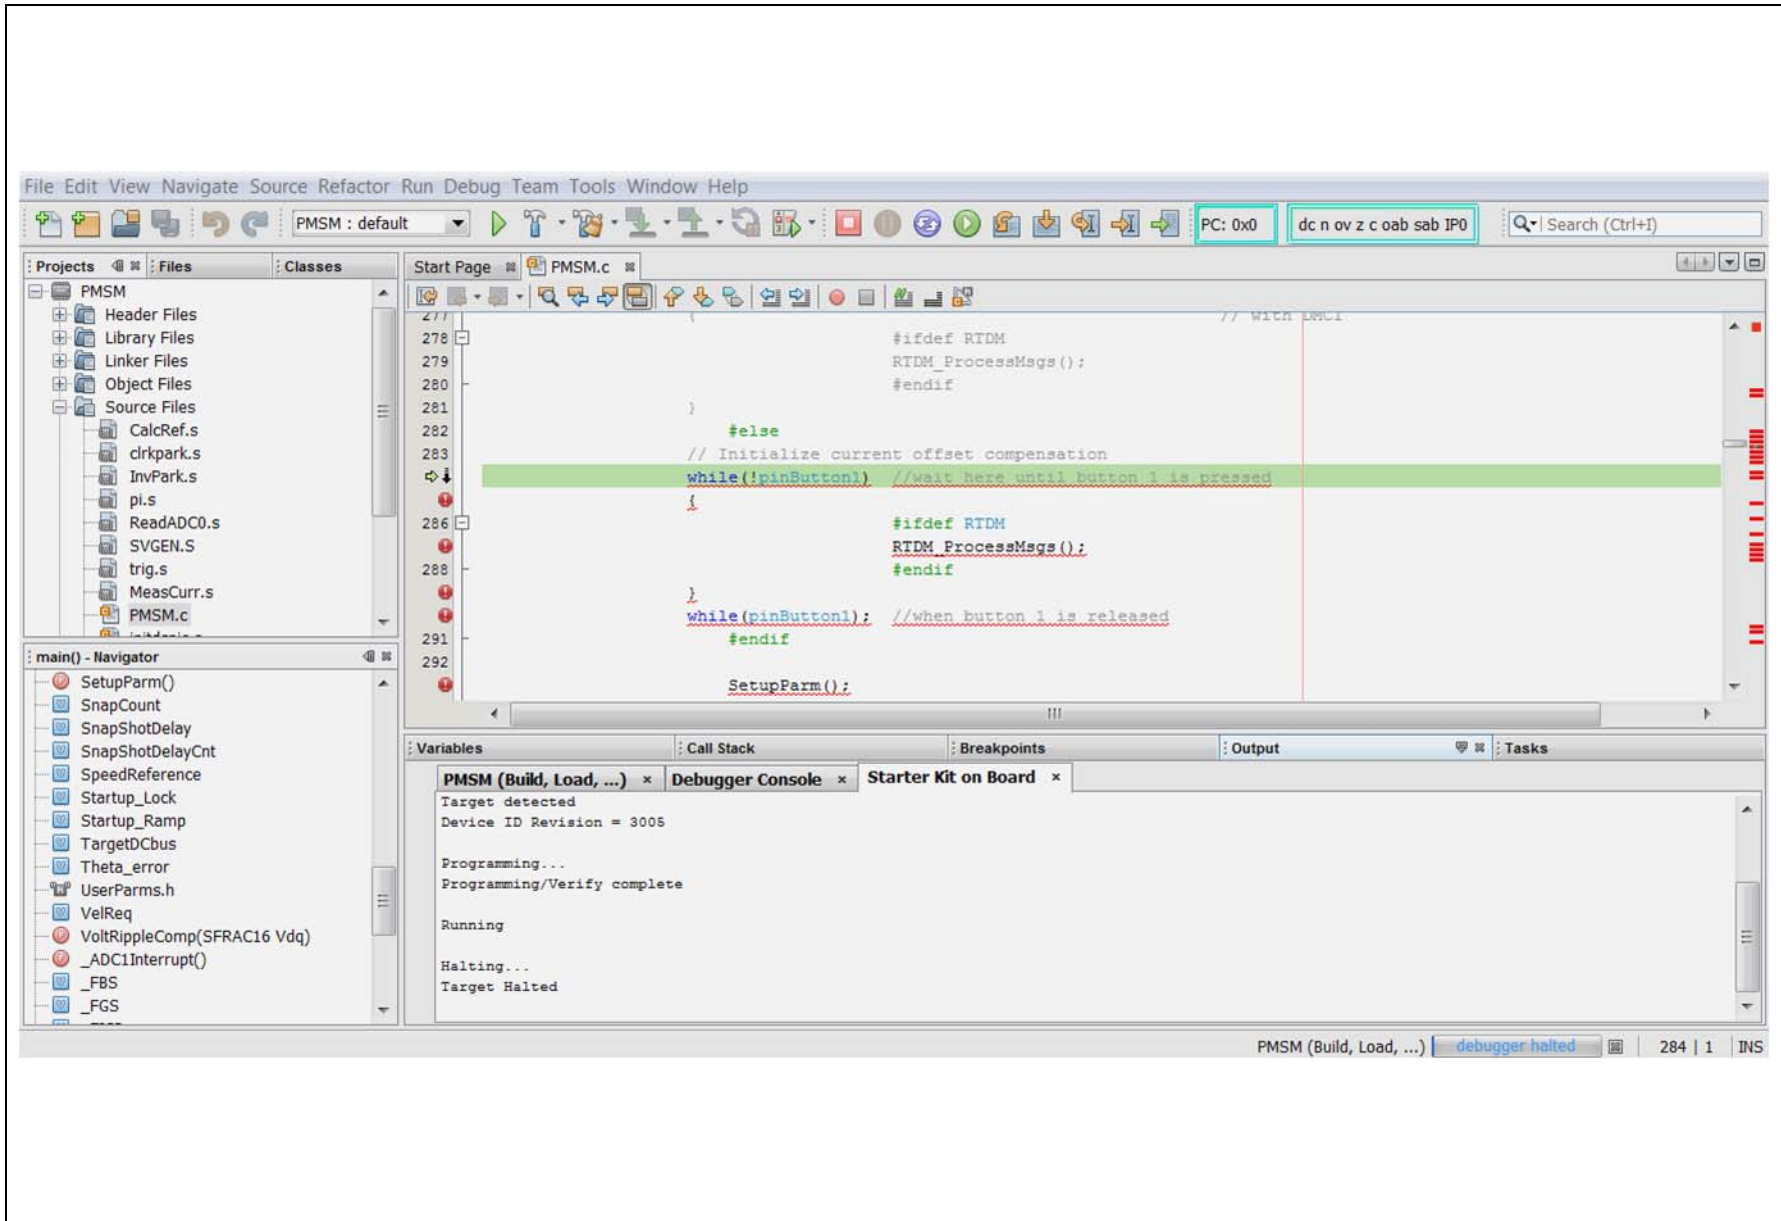 File Edit View Navigate Source Refactor Run Debug Team Tools Window Help
PMSM : default
PC: 0x0
dc n ov z c oab sab IP0
Search (Ctrl+I)
Projects
Files
Classes
PMSM
Header Files
Library Files
Linker Files
Object Files
Source Files
CalcRef.s
clrkpark.s
InvPark.s
pi.s
ReadADC0.s
SVGEN.S
trig.s
MeasCurr.s
PMSM.c
main() - Navigator
SetupParm()
SnapCount
SnapShotDelay
SnapShotDelayCnt
SpeedReference
Startup_Lock
Startup_Ramp
TargetDCbus
Theta_error
UserParms.h
VelReq
VoltRippleComp(SFRAC16 Vdq)
_ADC1Interrupt()
_FBS
_FGS
Start Page
PMSM.c
277 { // with DMCI
278 #ifdef RTDM
279 RTDM_ProcessMsgs();
280 #endif
281 }
282 #else
283 // Initialize current offset compensation
while(!pinButton1) //wait here until button 1 is pressed
{
286 #ifdef RTDM
RTDM_ProcessMsgs();
288 #endif
}
while(pinButton1); //when button 1 is released
291 #endif
292
SetupParm();
Variables
Call Stack
Breakpoints
Output
Tasks
PMSM (Build, Load, ...)
Debugger Console
Starter Kit on Board
Target detected
Device ID Revision = 3005
Programming...
Programming/Verify complete
Running
Halting...
Target Halted
PMSM (Build, Load, ...)
debugger halted
284 | 1
INS